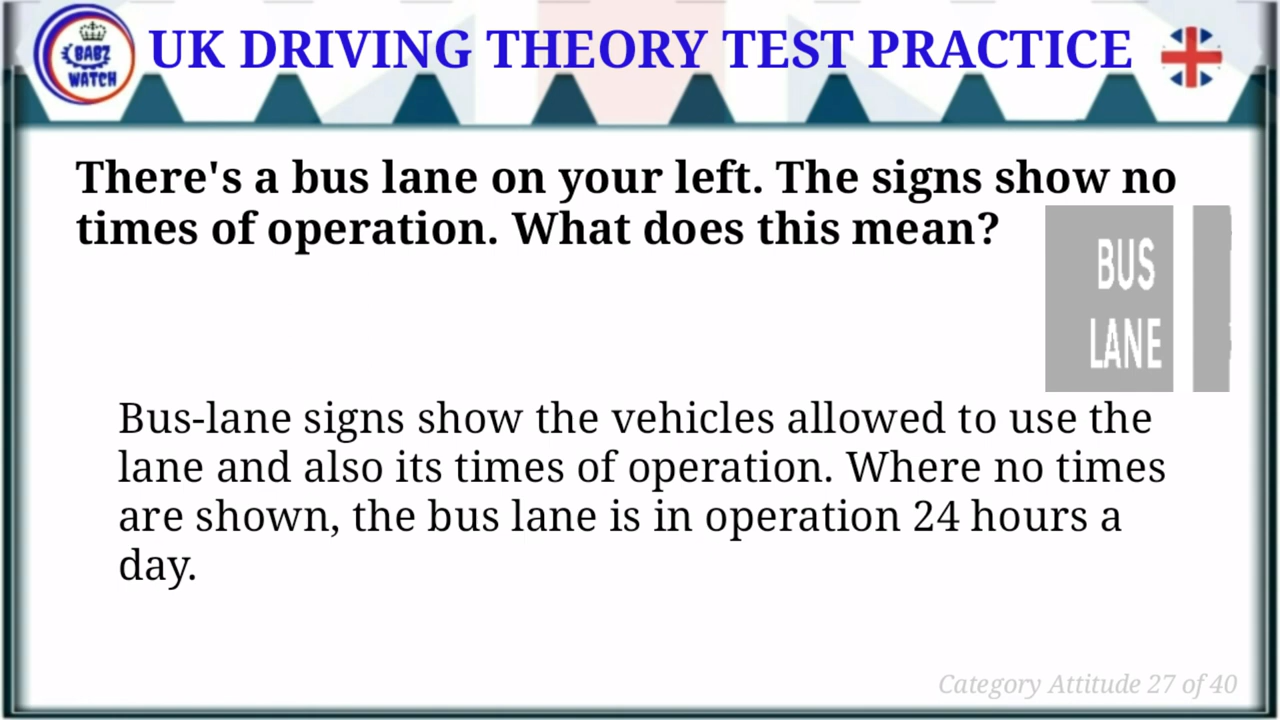 BABZ
WATCH
UK DRIVING THEORY TEST PRACTICE
There's a bus lane on your left. The signs show no
times of operation. What does this mean?
BUS
LANE
Bus-lane signs show the vehicles allowed to use the
lane and also its times of operation. Where no times
are shown, the bus lane is in operation 24 hours a
day.
Category Attitude 27 of 40